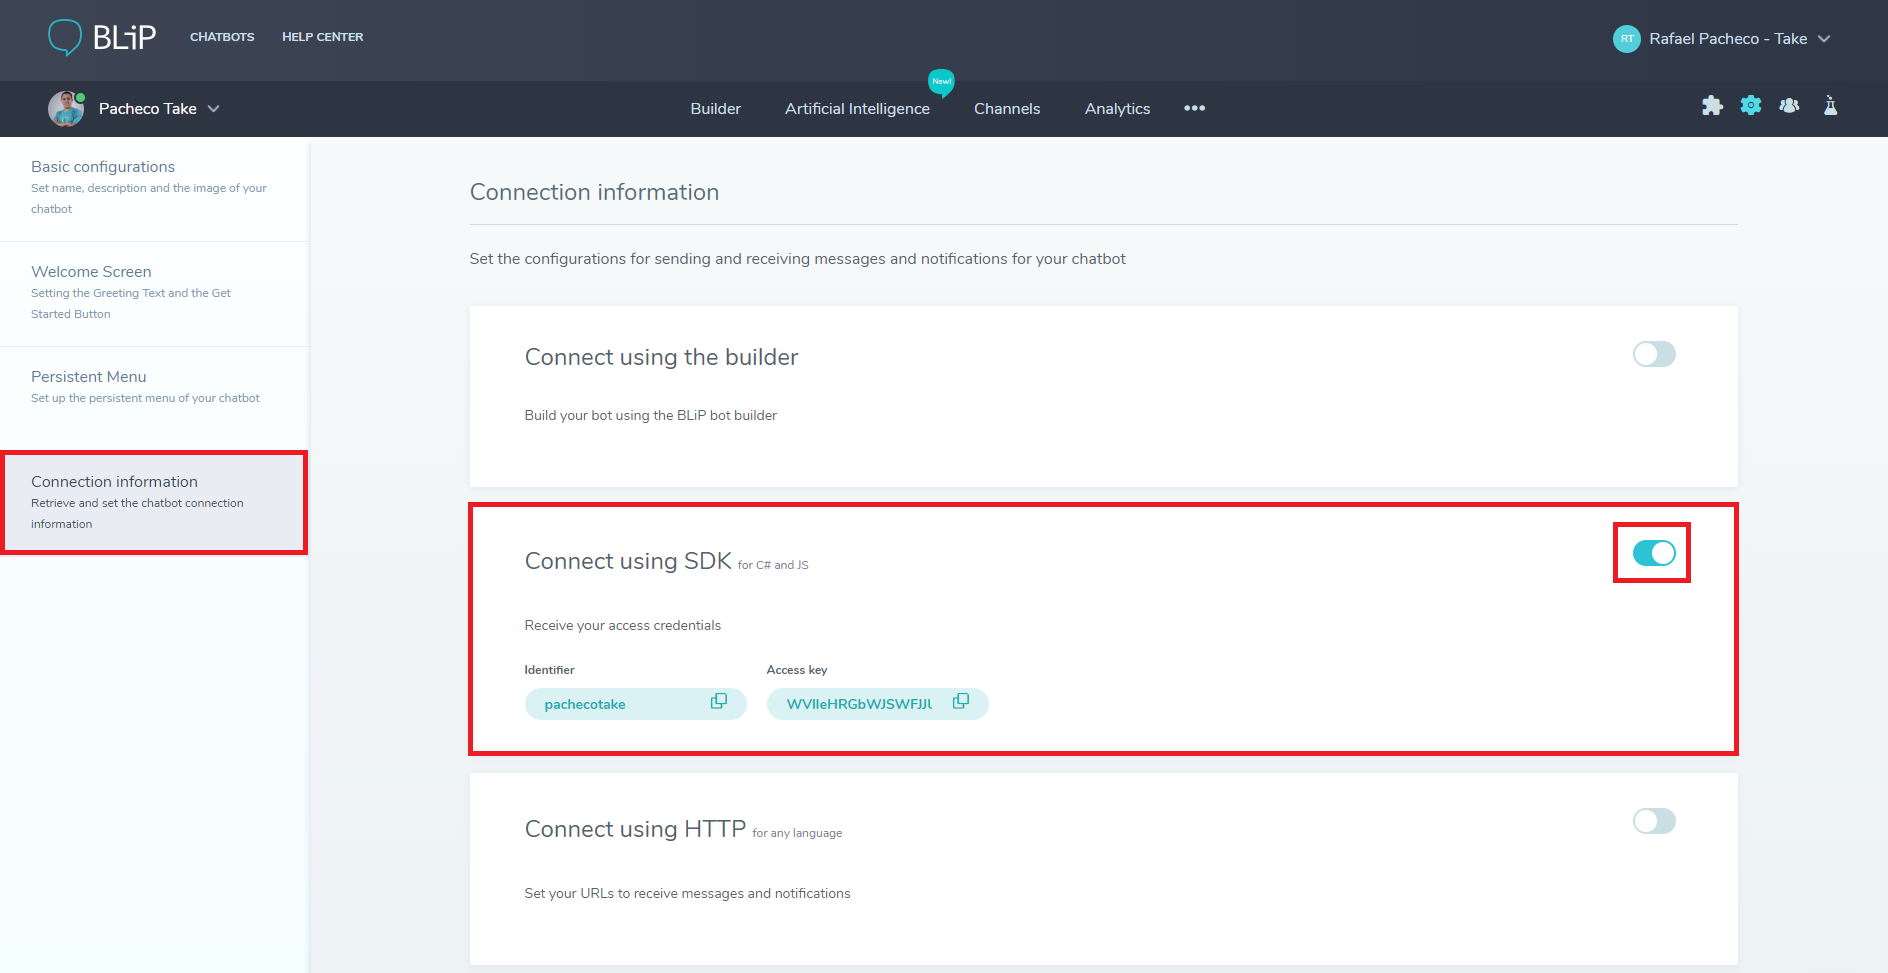 BLiP
CHATBOTS
HELP CENTER
RT
Rafael Pacheco - Take
Pacheco Take
Builder
Artificial Intelligence
New!
Channels
Analytics
Basic configurations
Set name, description and the image of your
chatbot
Welcome Screen
Setting the Greeting Text and the Get
Started Button
Persistent Menu
Set up the persistent menu of your chatbot
Connection information
Retrieve and set the chatbot connection
information
Connection information
Set the configurations for sending and receiving messages and notifications for your chatbot
Connect using the builder
Build your bot using the BLiP bot builder
Connect using SDK for C# and JS
Receive your access credentials
Identifier
Access key
pachecotake
Connect using HTTP for any language
Set your URLs to receive messages and notifications